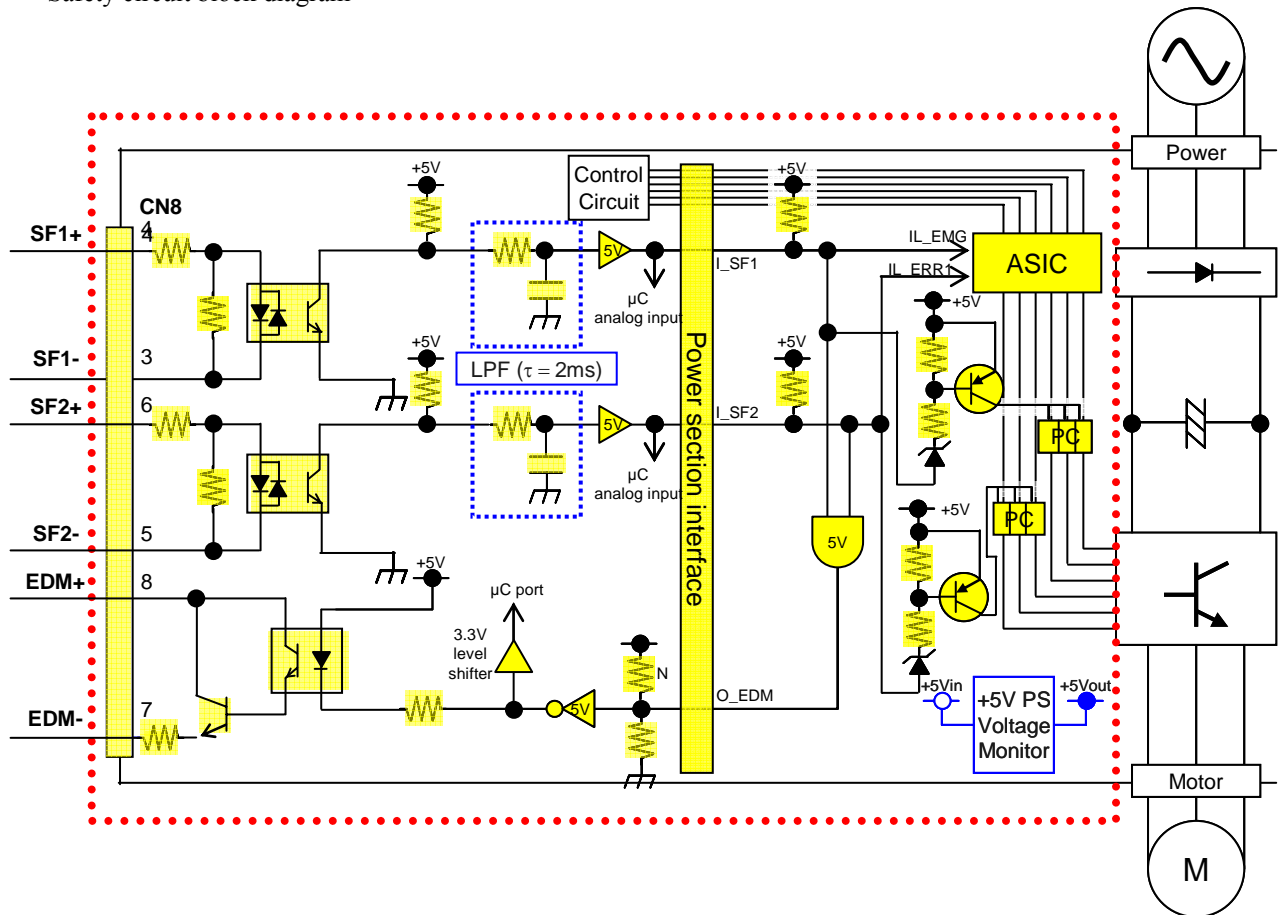 Safety circuit block diagram
Power
Control
Circuit
+5V
+5V
CN8
4
4
SF1+
SF1-
3
5V
I_SF1
µC
analog input
IL_EMG
IL_ERR1
ASIC
+5V
LPF (τ = 2ms)
+5V
+5V
SF2+
6
SF2-
5
5V
I_SF2
µC
analog input
Power section interface
PC
PC
+5V
5V
EDM+
8
+5V
µC port
3.3V
level
shifter
N
5V
O_EDM
EDM-
7
+5Vin
+5V PS
Voltage
Monitor
+5Vout
Motor
M